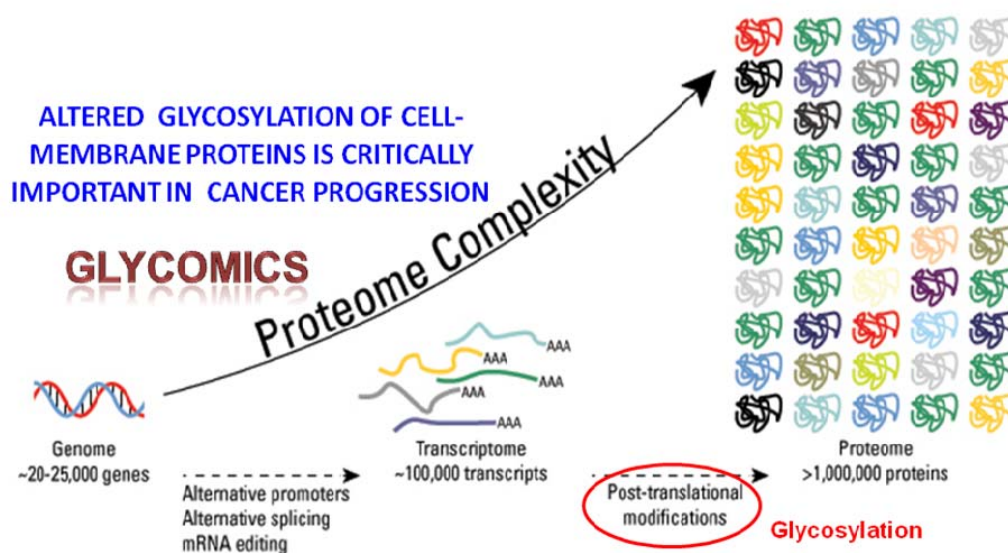 ALTERED GLYCOSYLATION OF CELL-
MEMBRANE PROTEINS IS CRITICALLY
IMPORTANT IN CANCER PROGRESSION
GLYCOMICS
Proteome Complexity
AAA
AAA
AAA
AAA
AAA
Genome
~20-25,000 genes
Alternative promoters
Alternative splicing
mRNA editing
Transcriptome
~100,000 transcripts
Post-translational
modifications
Glycosylation
Proteome
>1,000,000 proteins